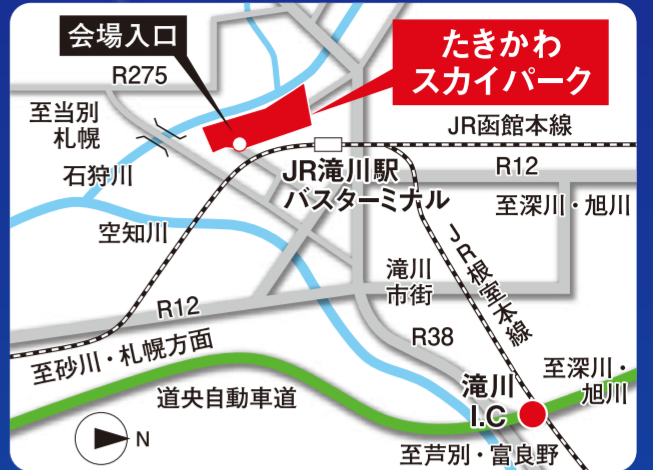 会場入口
たきかわ
スカイパーク
R275
至当別
札幌
JR函館本線
石狩川
JR滝川駅
バスターミナル
R12
至深川・旭川
空知川
JR根室本線
滝川
市街
R12
R38
至砂川・札幌方面
道央自動車道
滝川
I.C
至深川・
旭川
N
至芦別・富良野